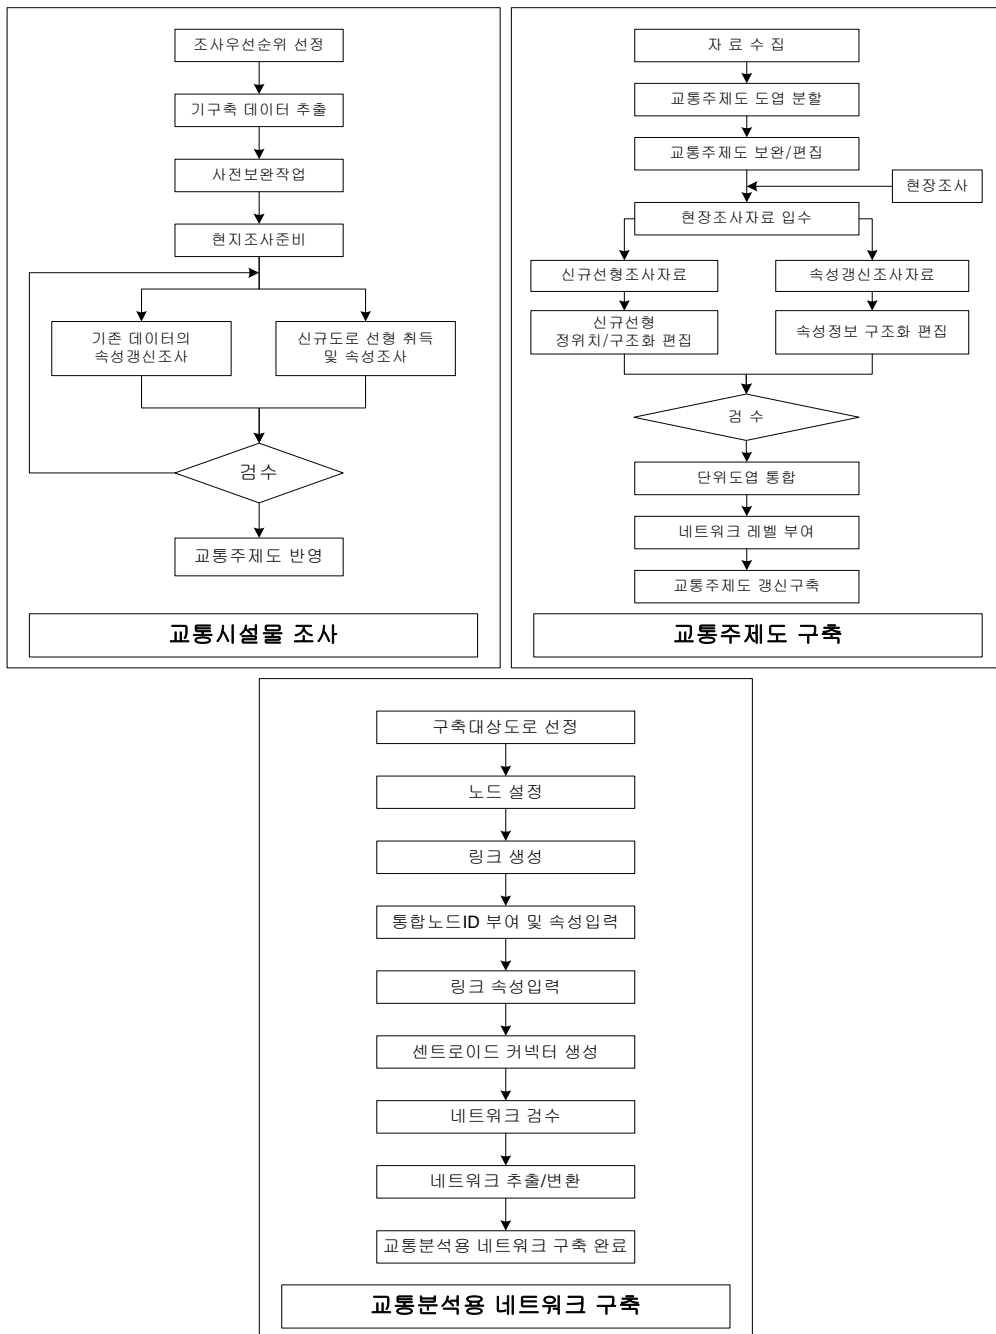 조사우선순위 선정
기구축 데이터 추출
사전보완작업
현지조사준비
기존 데이터의
속성갱신조사
신규도로 선형 취득
및 속성조사
검수
교통주제도 반영
교통시설물 조사
자 료 수 집
교통주제도 도엽 분할
교통주제도 보완/편집
현장조사
현장조사자료 입수
신규선형조사자료
속성갱신조사자료
신규선형
정위치/구조화 편집
속성정보 구조화 편집
검 수
단위도엽 통합
네트워크 레벨 부여
교통주제도 갱신구축
교통주제도 구축
구축대상도로 선정
노드 설정
링크 생성
통합노드ID 부여 및 속성입력
링크 속성입력
센트로이드 커넥터 생성
네트워크 검수
네트워크 추출/변환
교통분석용 네트워크 구축 완료
교통분석용 네트워크 구축